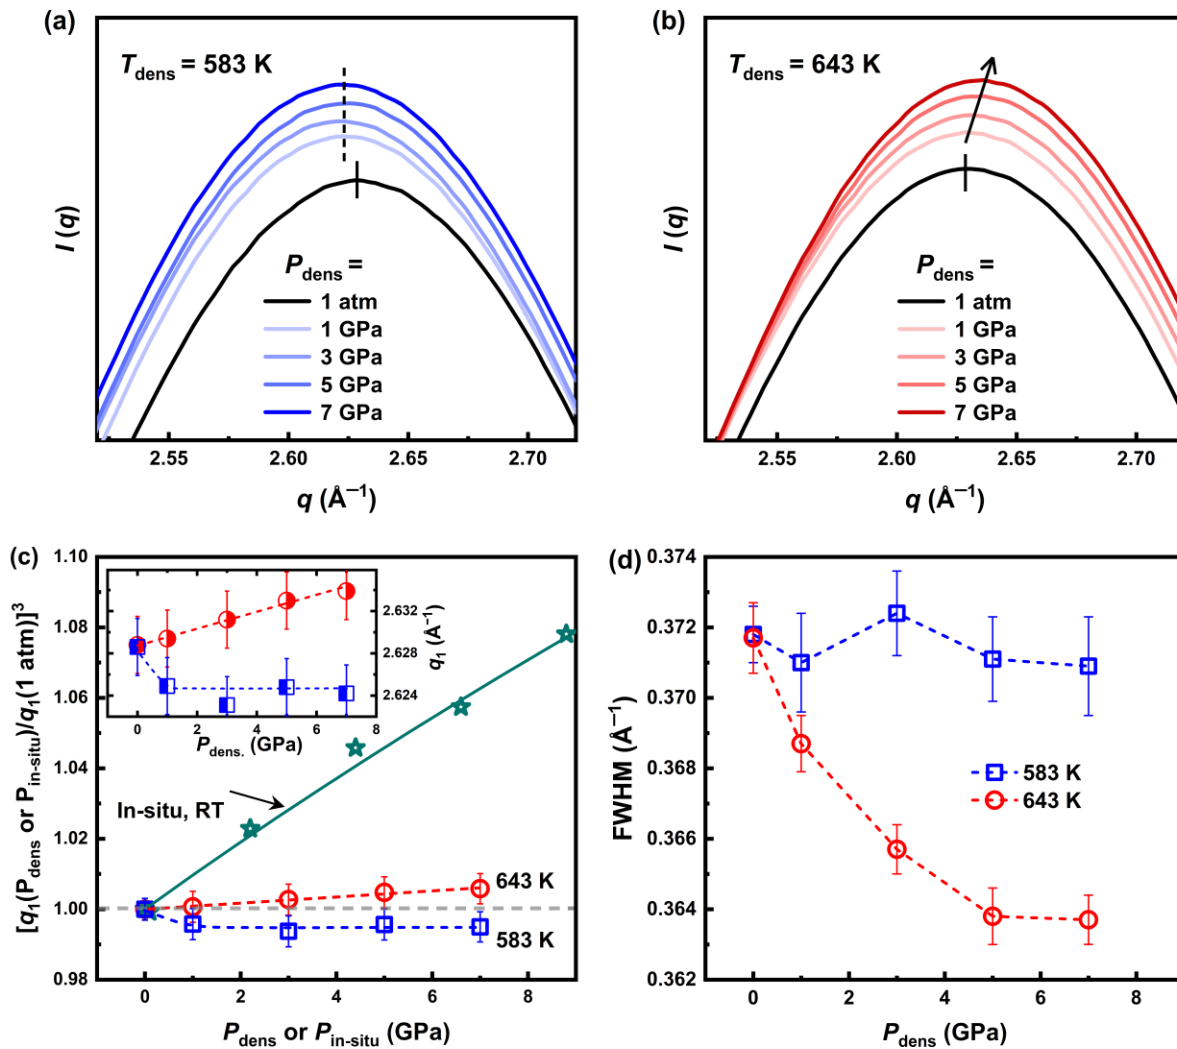 (a)
T_dens = 583 K
I (q)
P_dens =
1 atm
1 GPa
3 GPa
5 GPa
7 GPa
2.55 2.60 2.65 2.70
q (Å⁻¹)
(b)
T_dens = 643 K
I (q)
P_dens =
1 atm
1 GPa
3 GPa
5 GPa
7 GPa
2.55 2.60 2.65 2.70
q (Å⁻¹)
(c)
[q₁(P_dens or P_in-situ)/q₁(1 atm)]³
1.10
1.08
1.06
1.04
1.02
1.00
0.98
2.632
2.628
2.624
q₁ (Å⁻¹)
0 2 4 6 8
P_dens. (GPa)
In-situ, RT
643 K
583 K
0 2 4 6 8
P_dens or P_in-situ (GPa)
(d)
FWHM (Å⁻¹)
0.374
0.372
0.370
0.368
0.366
0.364
0.362
583 K
643 K
0 2 4 6 8
P_dens (GPa)